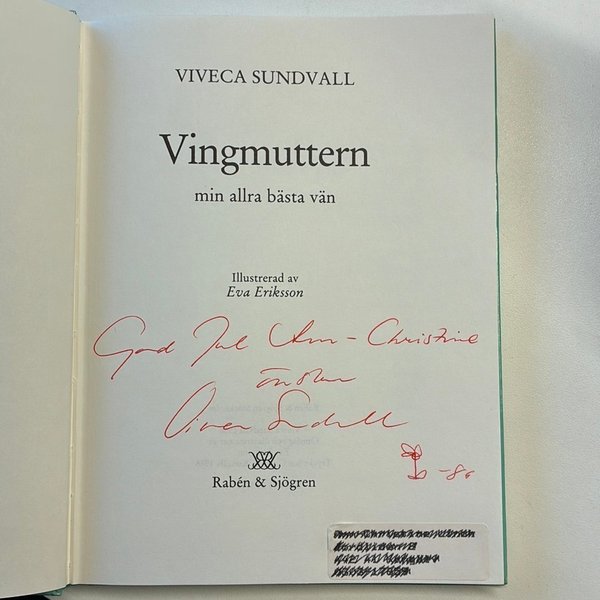 VIVECA SUNDVALL
Vingmuttern
min allra bästa vän
Illustrerad av
Eva Eriksson
God Jul Ann-Christine
önskar
Viveca Sundvall
-86
Rabén & Sjögren